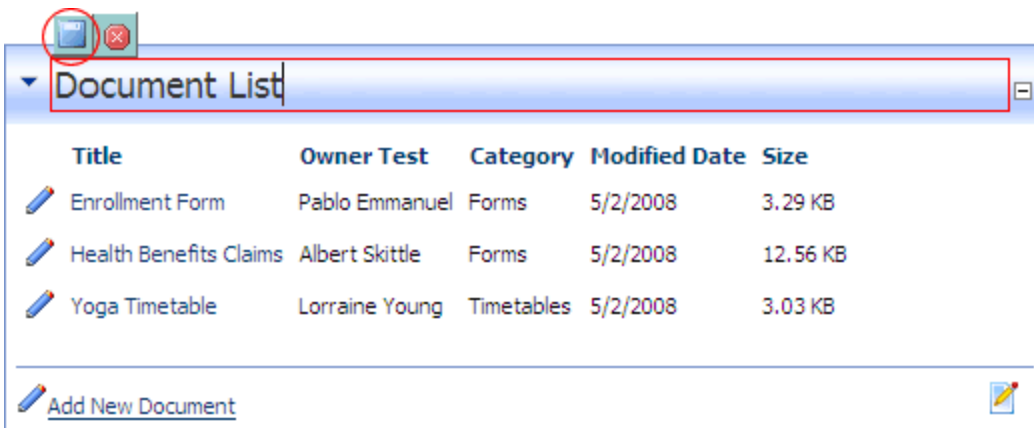 Document List
Title Owner Test Category Modified Date Size
Enrollment Form Pablo Emmanuel Forms 5/2/2008 3.29 KB
Health Benefits Claims Albert Skittle Forms 5/2/2008 12.56 KB
Yoga Timetable Lorraine Young Timetables 5/2/2008 3.03 KB
Add New Document